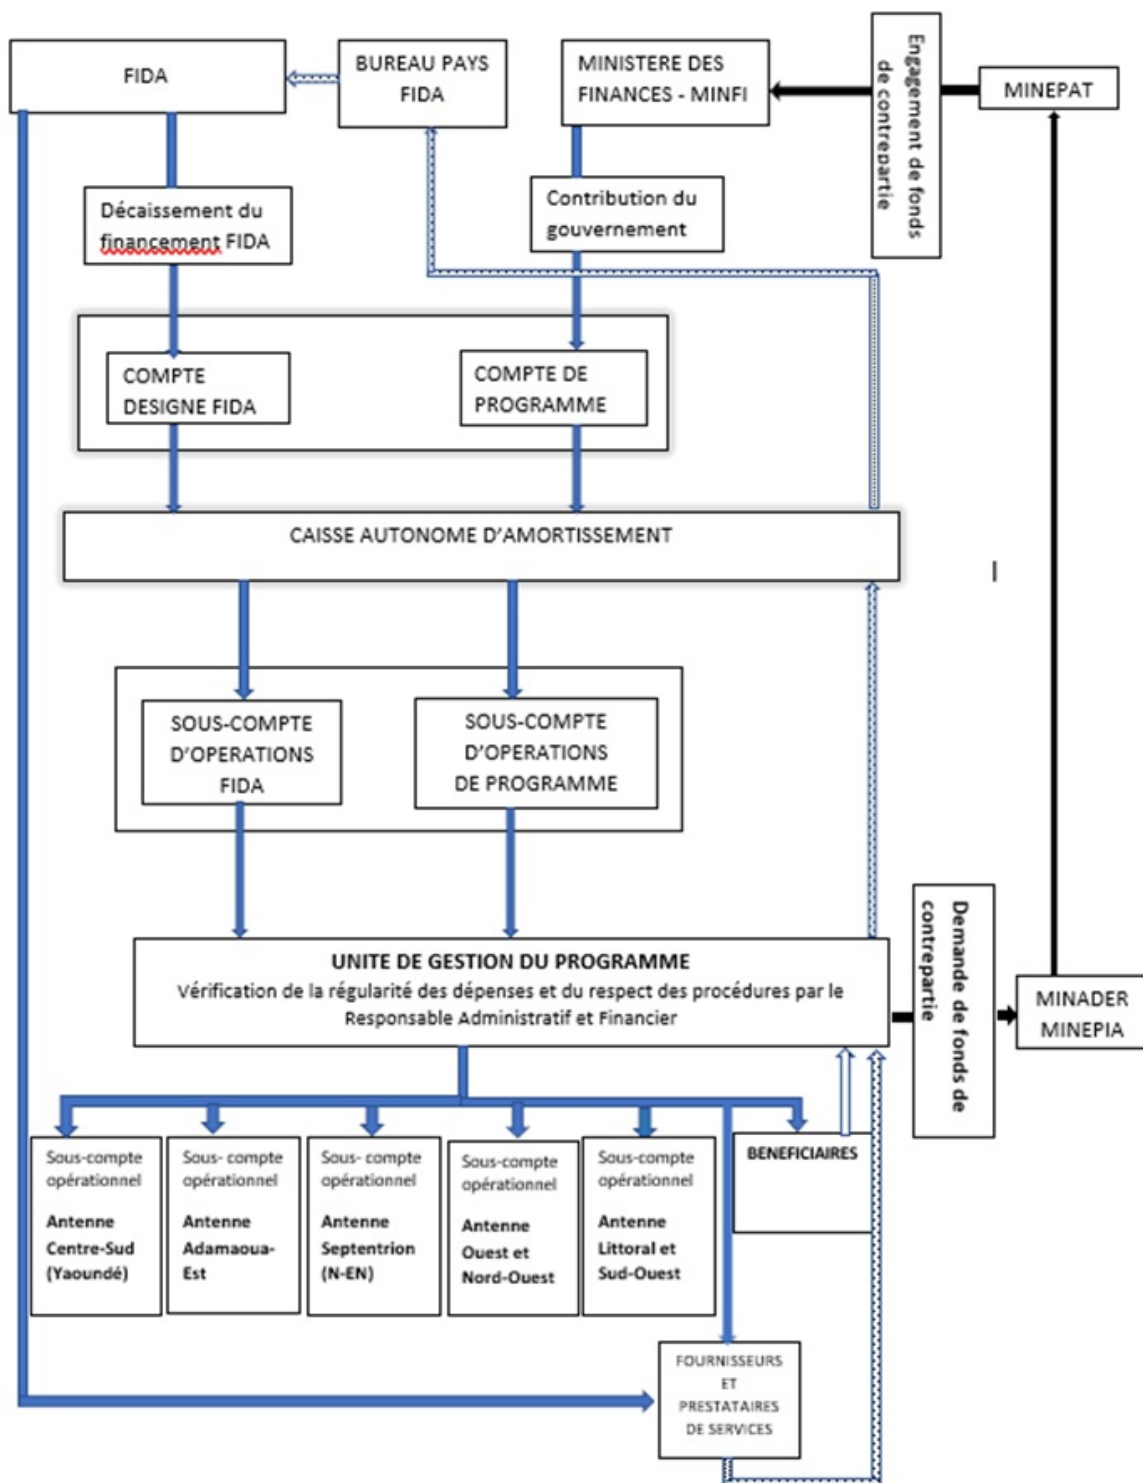 FIDA
BUREAU PAYS
FIDA
MINISTERE DES
FINANCES - MINFI
Engagement de fonds
de contrepartie
MINEPAT
Décaissement du
financement FIDA
Contribution du
gouvernement
COMPTE
DESIGNE FIDA
COMPTE DE
PROGRAMME
CAISSE AUTONOME D'AMORTISSEMENT
SOUS-COMPTE
D'OPERATIONS
FIDA
SOUS-COMPTE
D'OPERATIONS
DE PROGRAMME
UNITE DE GESTION DU PROGRAMME
Vérification de la régularité des dépenses et du respect des procédures par le
Responsable Administratif et Financier
Demande de fonds de
contrepartie
MINADER
MINEPIA
Sous-compte
opérationnel
Antenne
Centre-Sud
(Yaoundé)
Sous- compte
opérationnel
Antenne
Adamaoua-
Est
Sous- compte
opérationnel
Antenne
Septentrion
(N-EN)
Sous-compte
opérationnel
Antenne
Ouest et
Nord-Ouest
Sous-compte
opérationnel
Antenne
Littoral et
Sud-Ouest
BENEFICIAIRES
FOURNISSEURS
ET
PRESTATAIRES
DE SERVICES